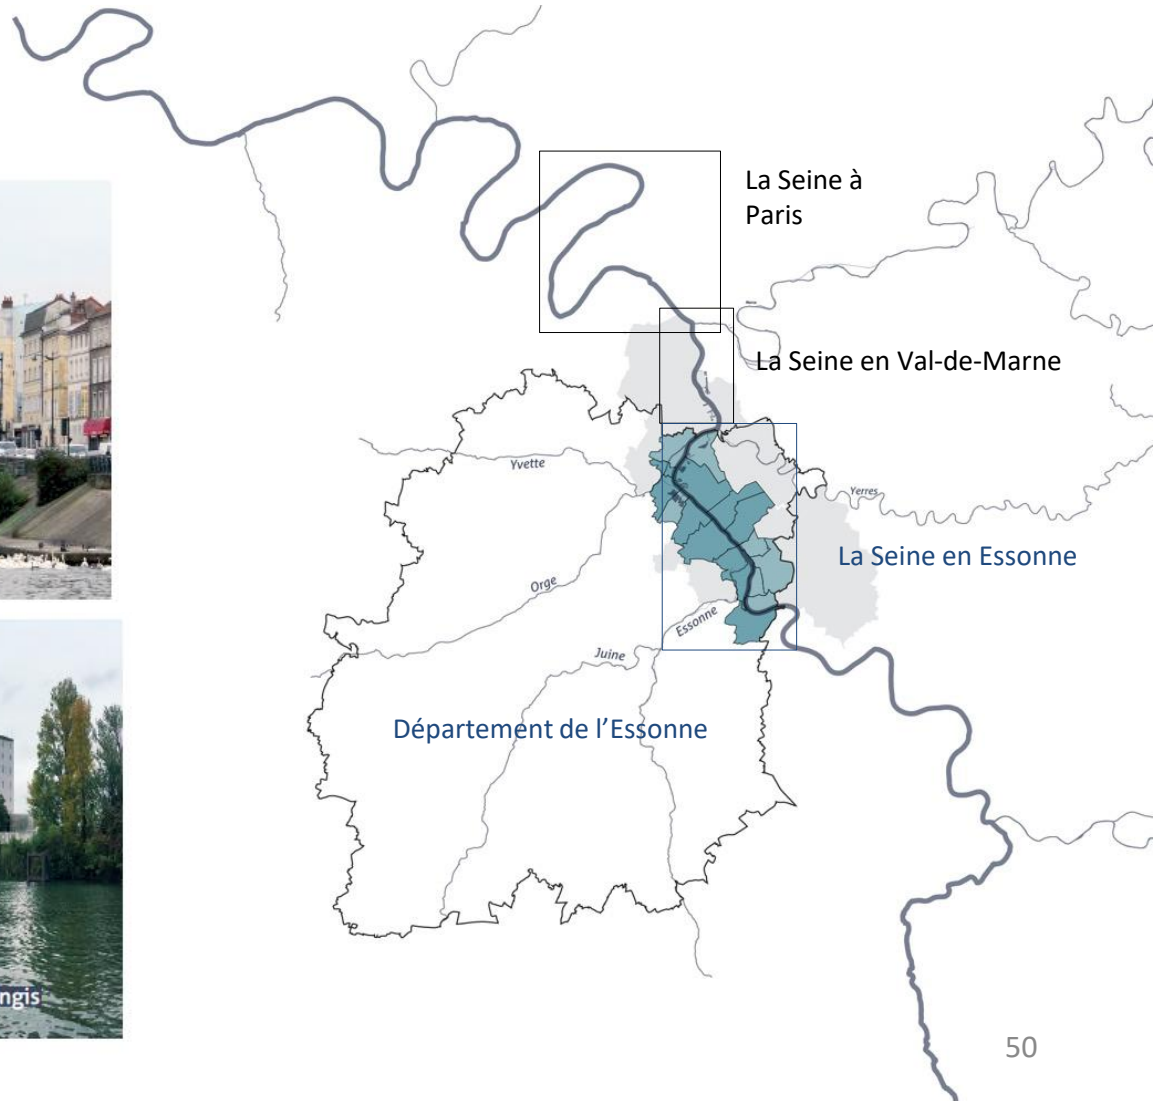 La Seine à
Paris
La Seine en Val-de-Marne
Yvette
Yerres
La Seine en Essonne
Orge
Essonne
Juine
Département de l'Essonne
ngis
50